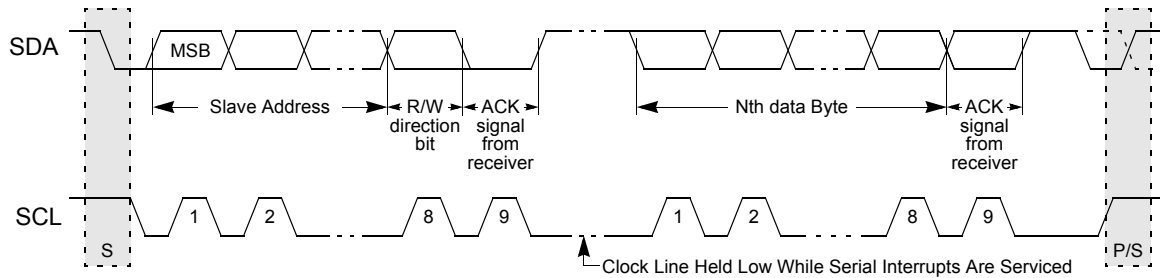 SDA
MSB
Slave Address
R/W
direction
bit
ACK
signal
from
receiver
Nth data Byte
ACK
signal
from
receiver
SCL
1
2
8
9
1
2
8
9
S
P/S
Clock Line Held Low While Serial Interrupts Are Serviced